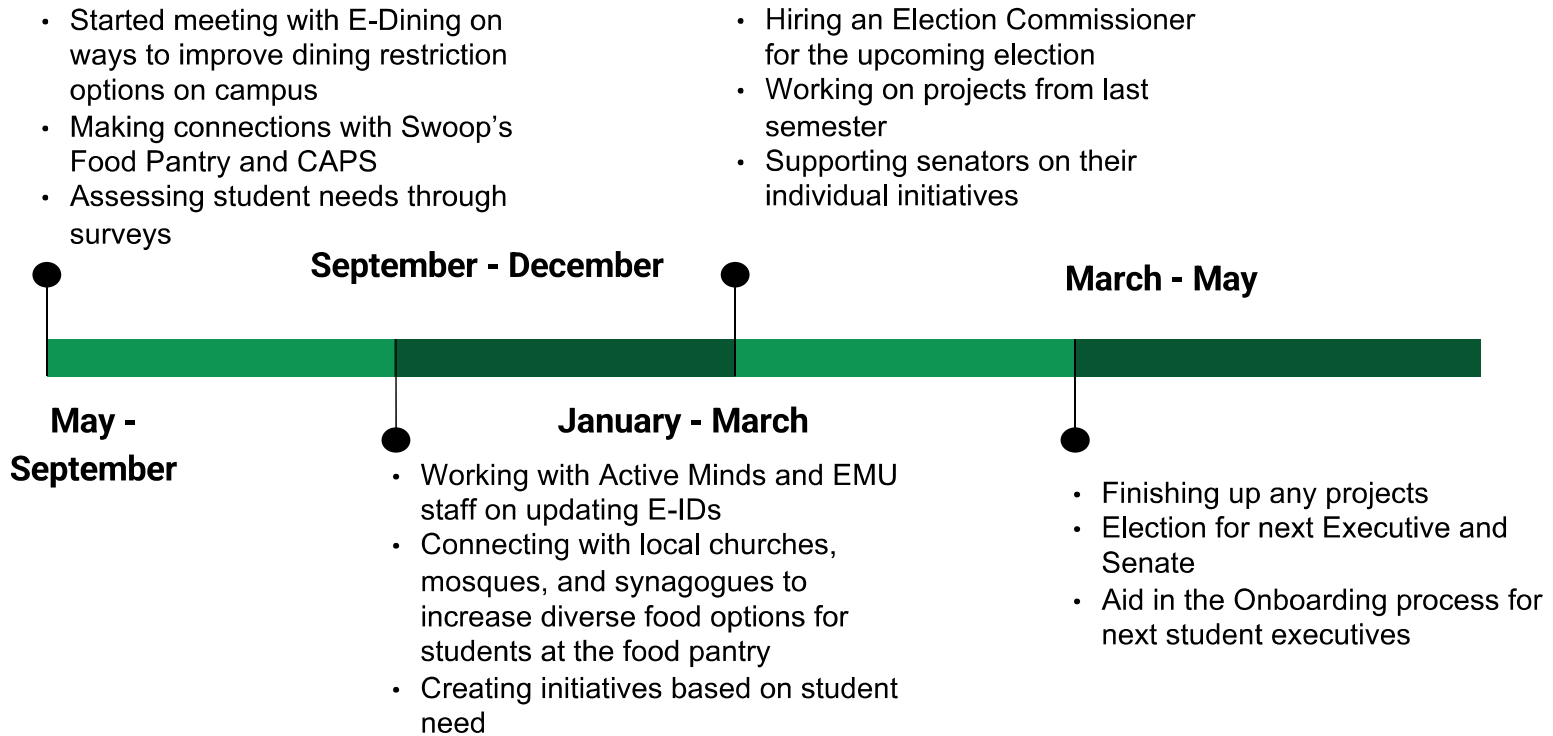 • Started meeting with E-Dining on
ways to improve dining restriction
options on campus
• Making connections with Swoop's
Food Pantry and CAPS
• Assessing student needs through
surveys
• Hiring an Election Commissioner
for the upcoming election
• Working on projects from last
semester
• Supporting senators on their
individual initiatives
September - December
March - May
May -
September
January - March
• Working with Active Minds and EMU
staff on updating E-IDs
• Connecting with local churches,
mosques, and synagogues to
increase diverse food options for
students at the food pantry
• Creating initiatives based on student
need
• Finishing up any projects
• Election for next Executive and
Senate
• Aid in the Onboarding process for
next student executives